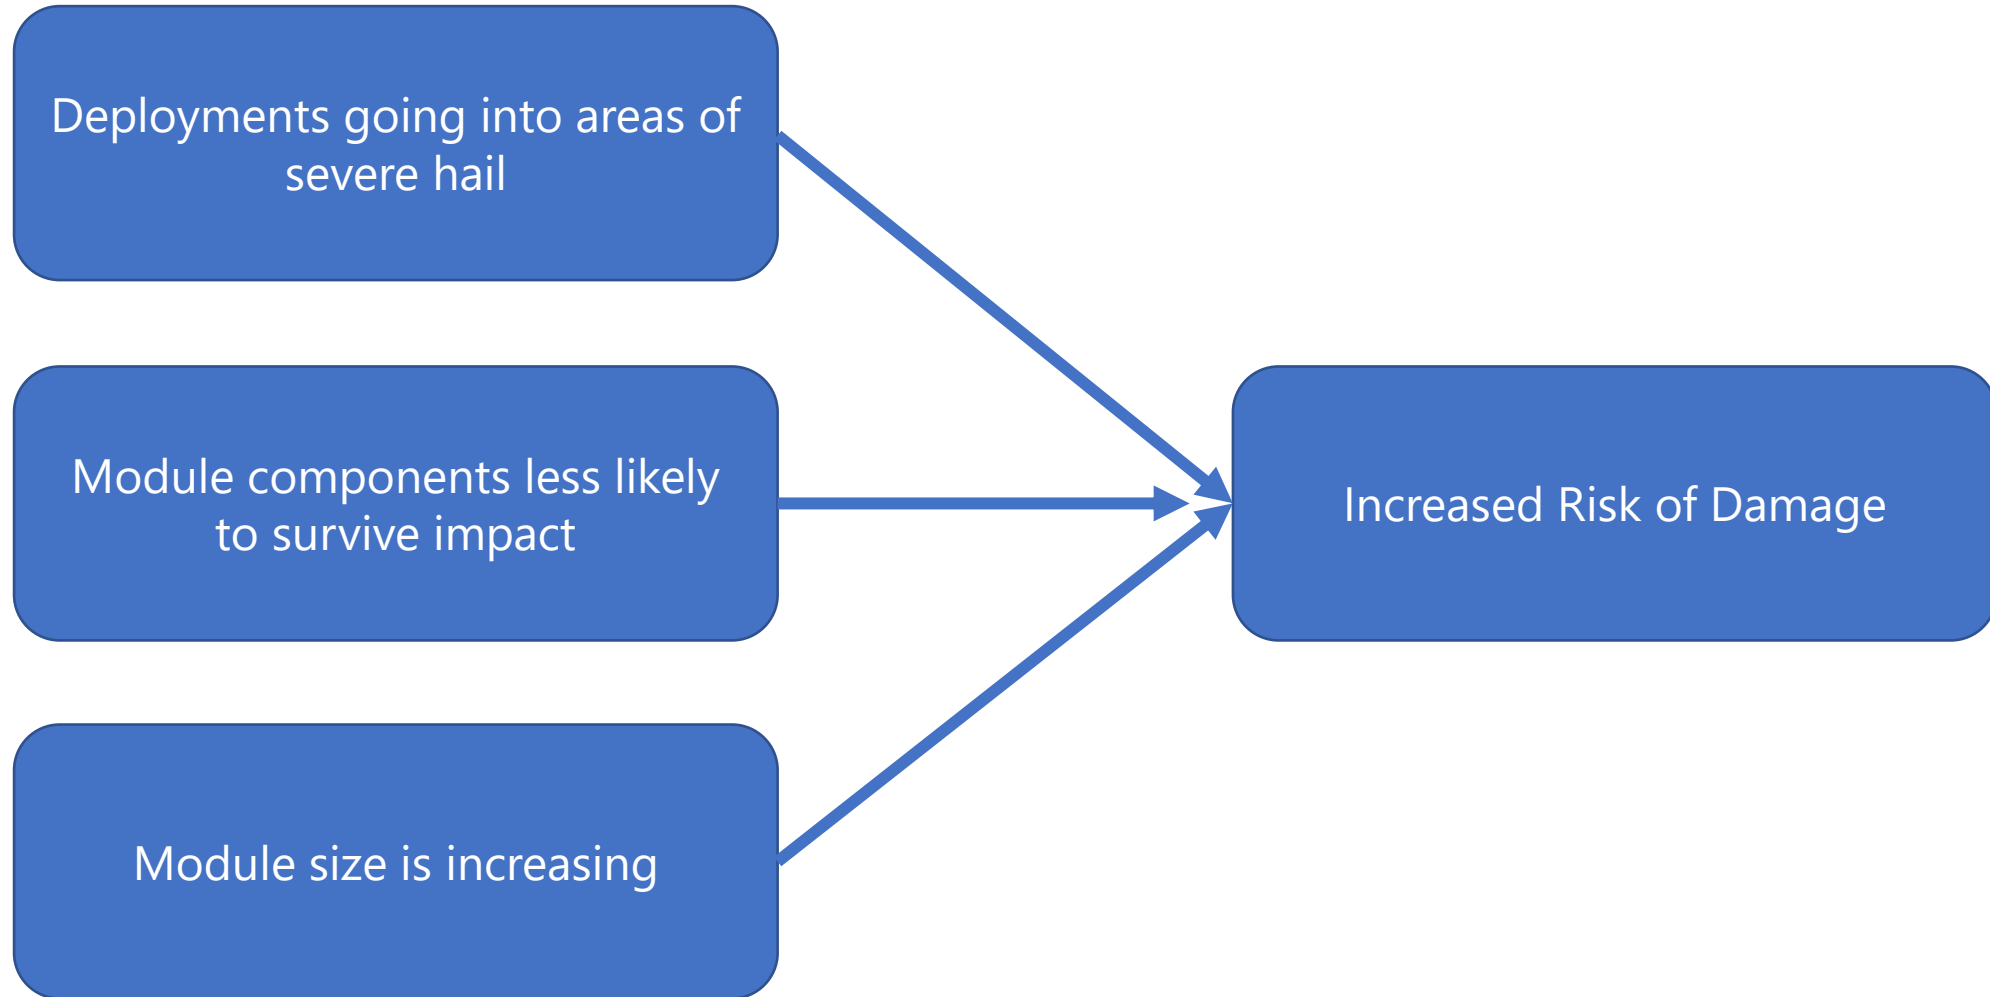 Deployments going into areas of
severe hail
Module components less likely
to survive impact
Increased Risk of Damage
Module size is increasing